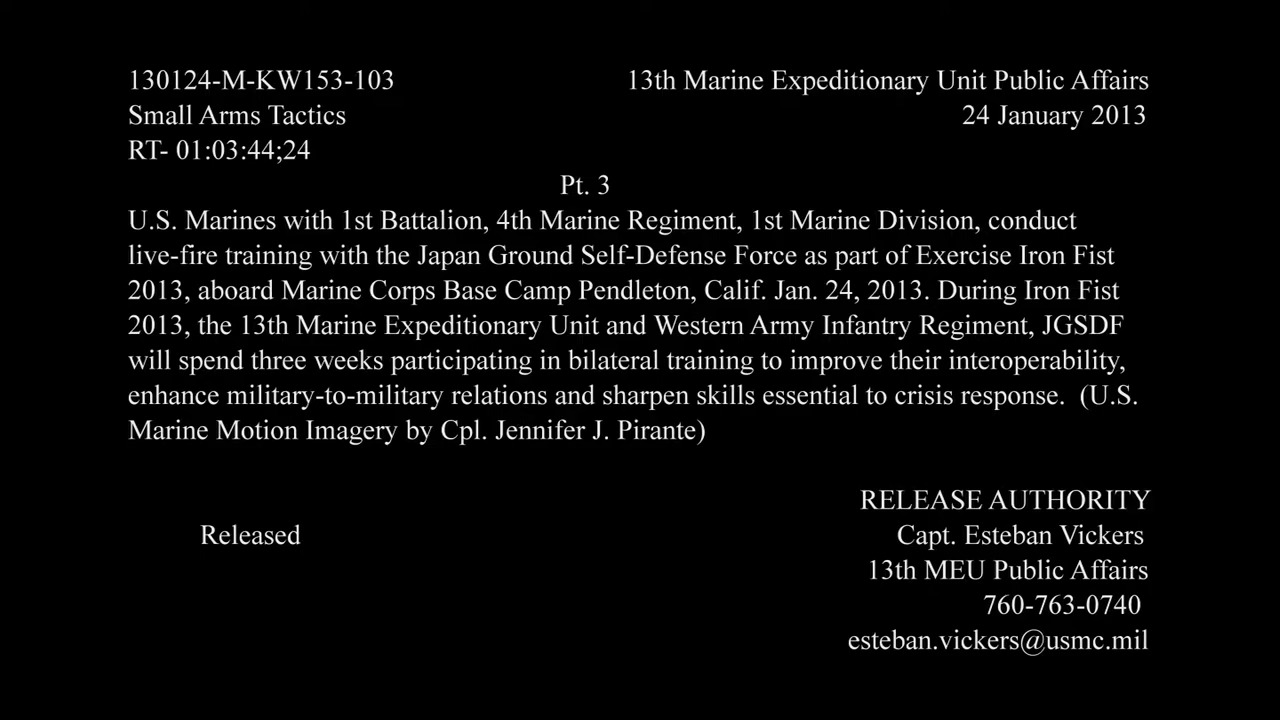 130124-M-KW153-103 13th Marine Expeditionary Unit Public Affairs
Small Arms Tactics 24 January 2013
RT- 01:03:44;24
Pt. 3
U.S. Marines with 1st Battalion, 4th Marine Regiment, 1st Marine Division, conduct
live-fire training with the Japan Ground Self-Defense Force as part of Exercise Iron Fist
2013, aboard Marine Corps Base Camp Pendleton, Calif. Jan. 24, 2013. During Iron Fist
2013, the 13th Marine Expeditionary Unit and Western Army Infantry Regiment, JGSDF
will spend three weeks participating in bilateral training to improve their interoperability,
enhance military-to-military relations and sharpen skills essential to crisis response.  (U.S.
Marine Motion Imagery by Cpl. Jennifer J. Pirante)
RELEASE AUTHORITY
Released Capt. Esteban Vickers
13th MEU Public Affairs
760-763-0740
esteban.vickers@usmc.mil